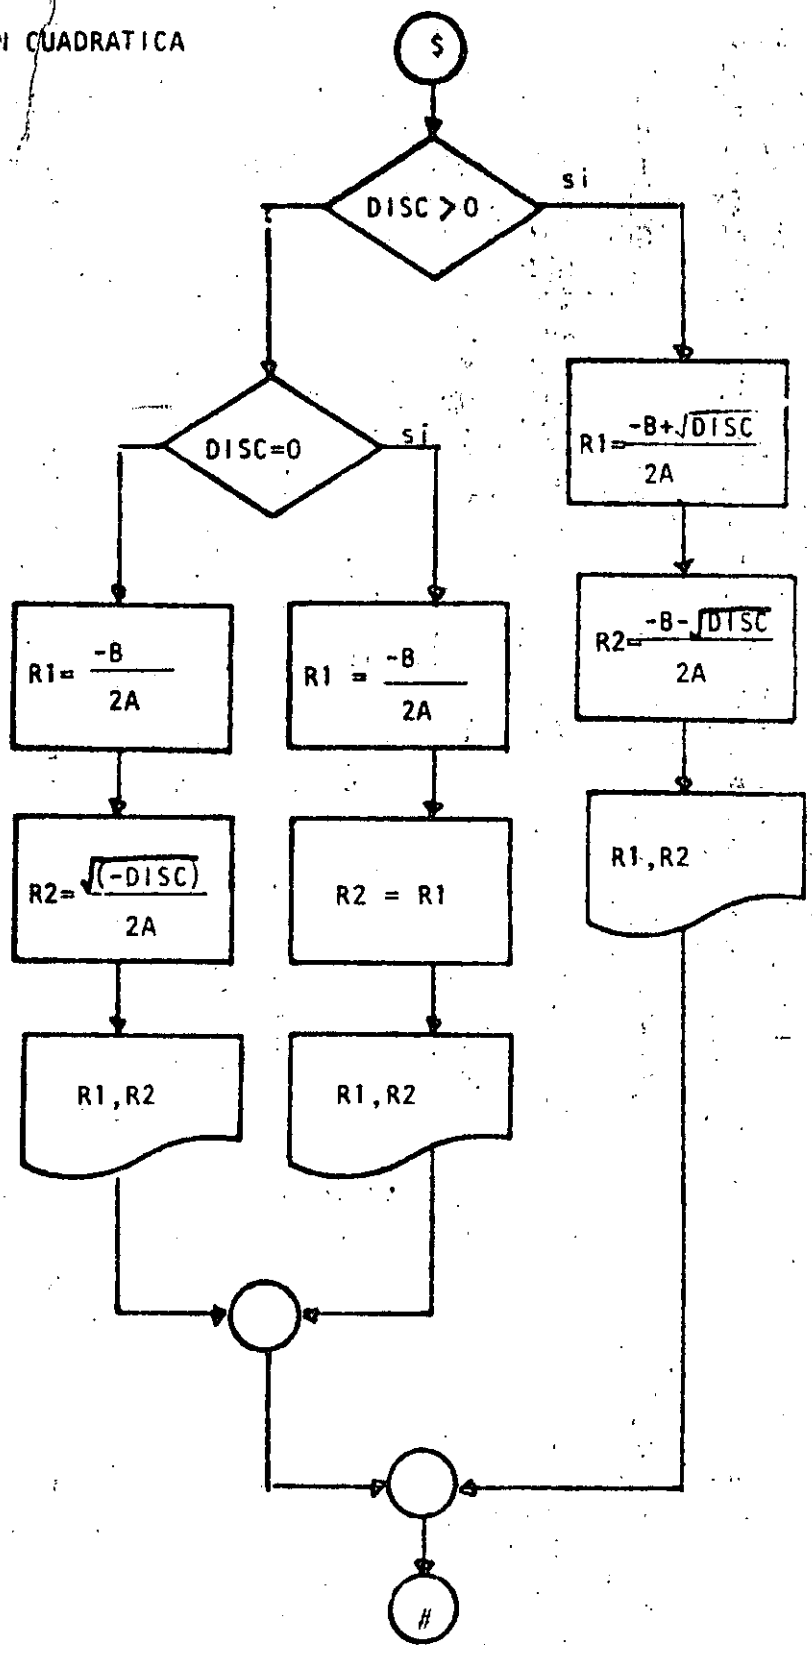 CUADRATICA
$
DISC > 0
si
DISC=0
si
R1= -B+√DISC
2A
R2= -B-√DISC
2A
R1,R2
R1= -B
2A
R2= √(-DISC)
2A
R1,R2
R1 = -B
2A
R2 = R1
R1,R2
#